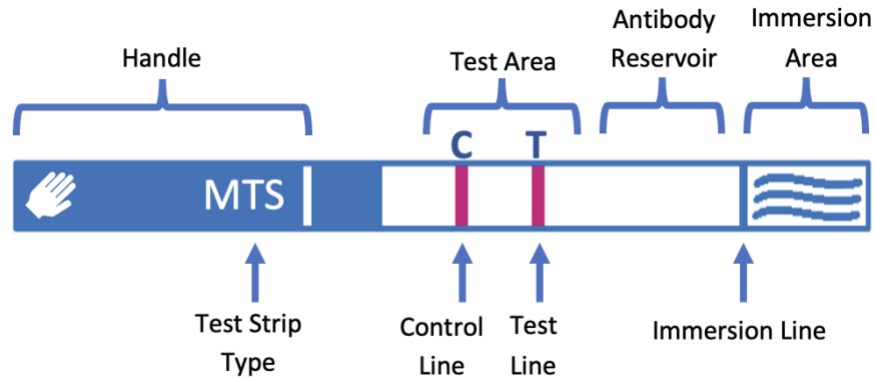 Handle
Test Area
Antibody
Reservoir
Immersion
Area
C T
MTS
Test Strip
Type
Control
Line
Test
Line
Immersion Line